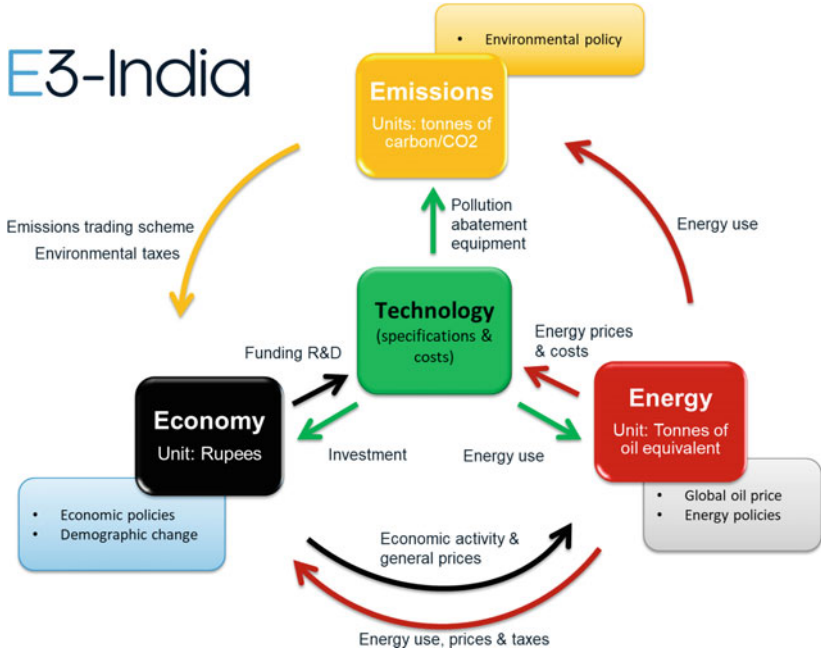 E3-India
• Environmental policy
Emissions
Units: tonnes of
carbon/CO2
Emissions trading scheme
Environmental taxes
Pollution
abatement
equipment
Energy use
Technology
(specifications &
costs)
Funding R&D
Energy prices
& costs
Economy
Unit: Rupees
Energy
Unit: Tonnes of
oil equivalent
Investment
Energy use
• Economic policies
• Demographic change
• Global oil price
• Energy policies
Economic activity &
general prices
Energy use, prices & taxes